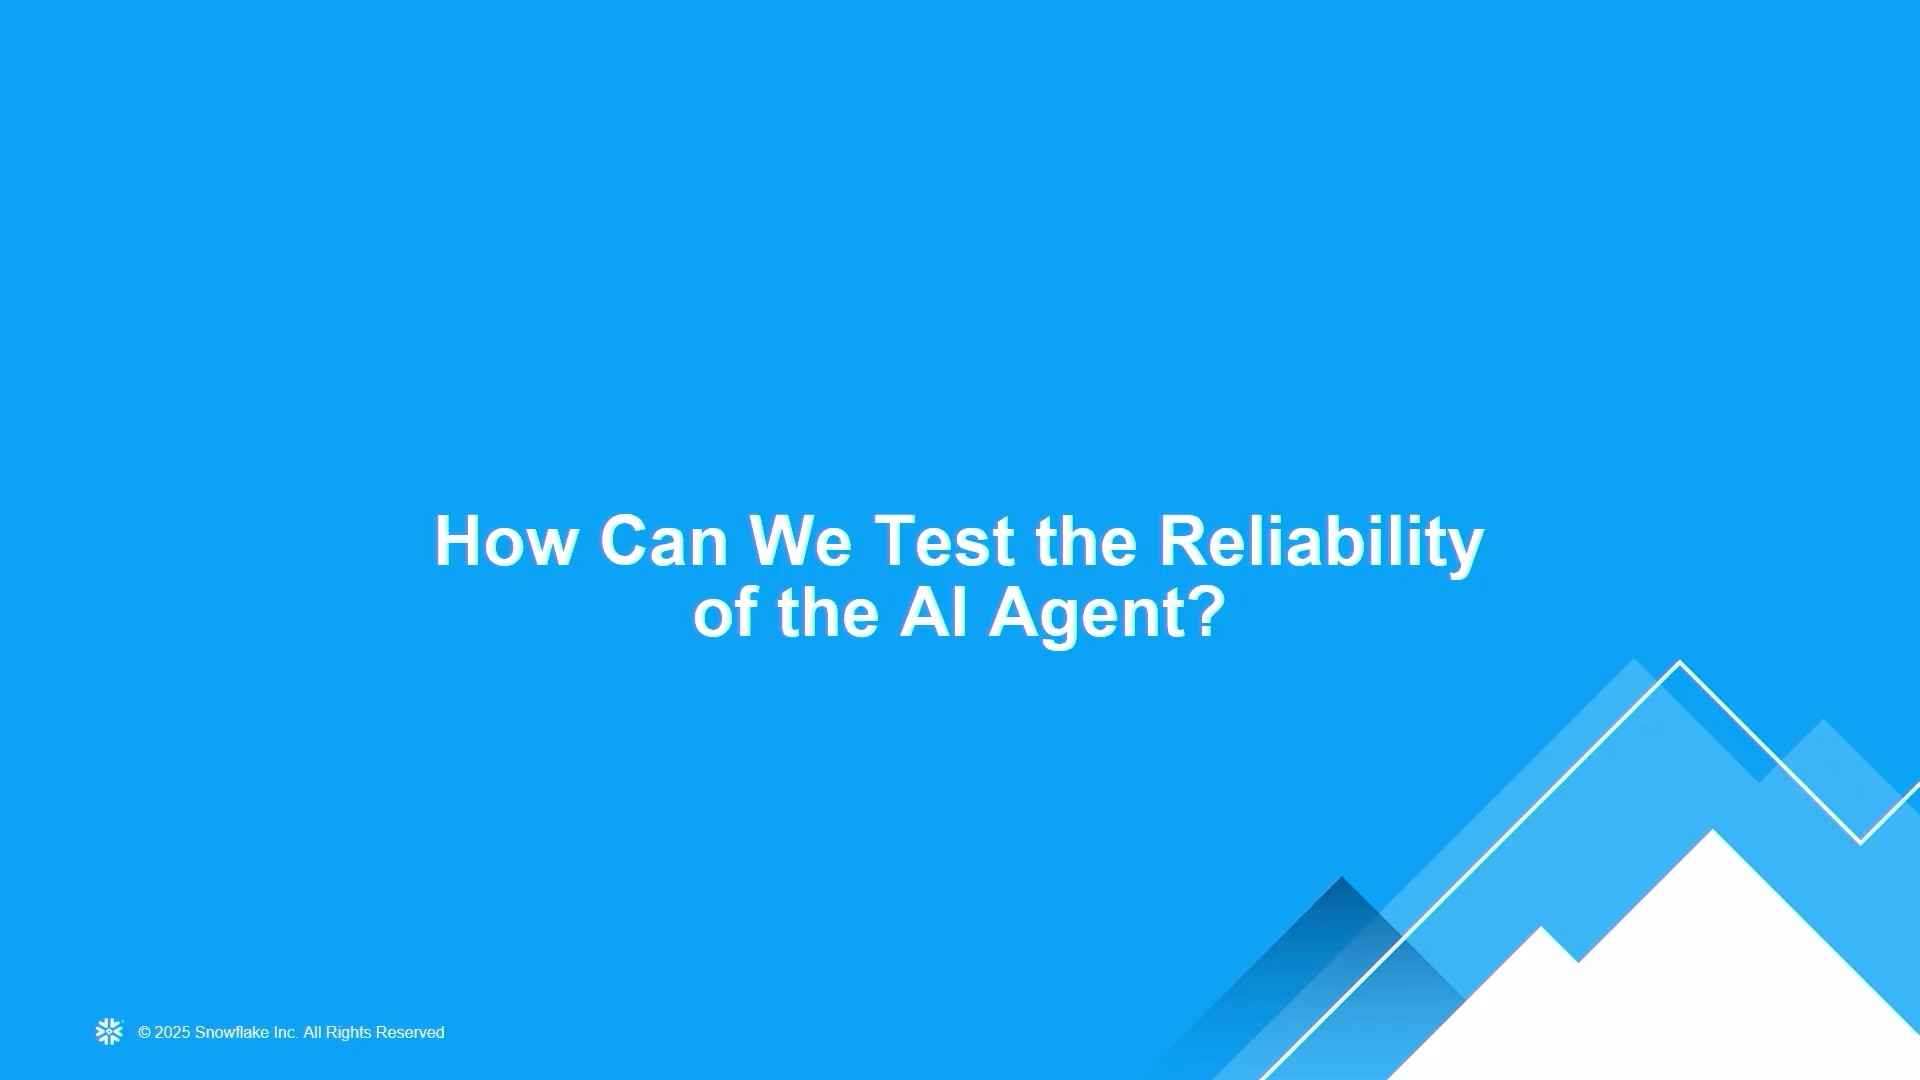 How Can We Test the Reliability
of the AI Agent?
© 2025 Snowflake Inc. All Rights Reserved